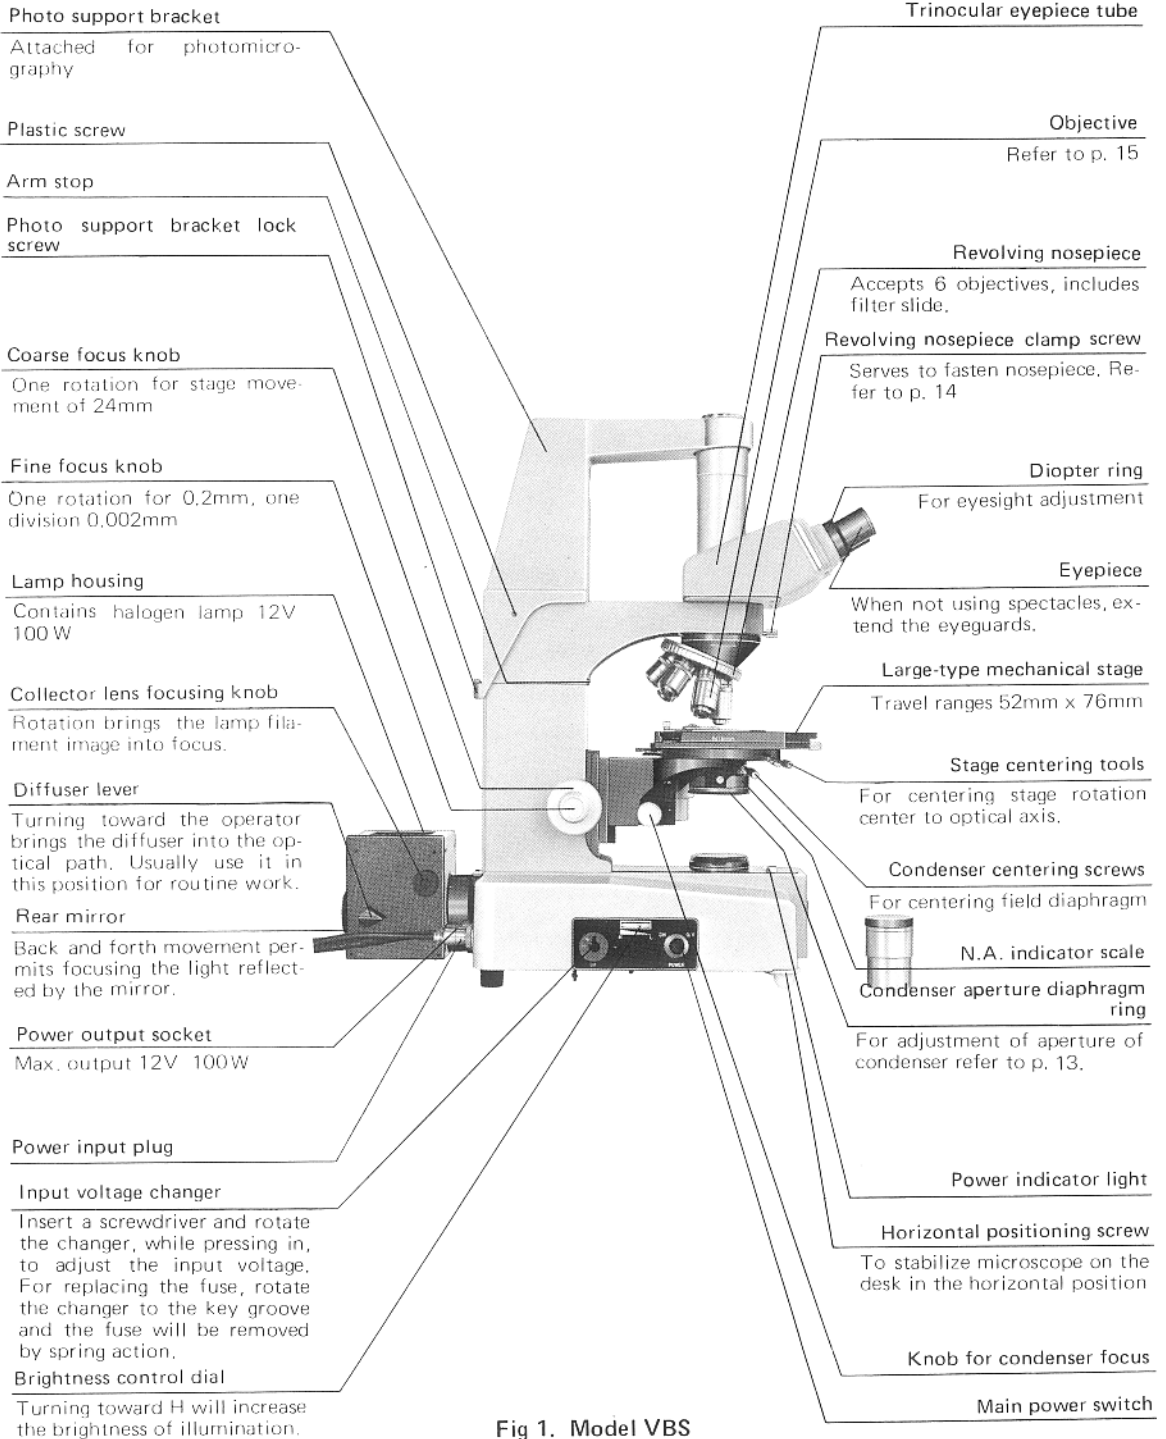 Photo support bracket
Attached for photomicro-
graphy
Plastic screw
Arm stop
Photo support bracket lock
screw
Coarse focus knob
One rotation for stage move-
ment of 24mm
Fine focus knob
One rotation for 0.2mm, one
division 0.002mm
Lamp housing
Contains halogen lamp 12V
100W
Collector lens focusing knob
Rotation brings the lamp fila-
ment image into focus.
Diffuser lever
Turning toward the operator
brings the diffuser into the op-
tical path. Usually use it in
this position for routine work.
Rear mirror
Back and forth movement per-
mits focusing the light reflect-
ed by the mirror.
Power output socket
Max. output 12V 100W
Power input plug
Input voltage changer
Insert a screwdriver and rotate
the changer, while pressing in,
to adjust the input voltage.
For replacing the fuse, rotate
the changer to the key groove
and the fuse will be removed
by spring action.
Brightness control dial
Turning toward H will increase
the brightness of illumination.
Trinocular eyepiece tube
Objective
Refer to p. 15
Revolving nosepiece
Accepts 6 objectives, includes
filter slide.
Revolving nosepiece clamp screw
Serves to fasten nosepiece. Re-
fer to p. 14
Diopter ring
For eyesight adjustment
Eyepiece
When not using spectacles, ex-
tend the eyeguards.
Large-type mechanical stage
Travel ranges 52mm x 76mm
Stage centering tools
For centering stage rotation
center to optical axis.
Condenser centering screws
For centering field diaphragm
N.A. indicator scale
Condenser aperture diaphragm
ring
For adjustment of aperture of
condenser refer to p. 13.
Power indicator light
Horizontal positioning screw
To stabilize microscope on the
desk in the horizontal position
Knob for condenser focus
Main power switch
POWER
Fig 1. Model VBS